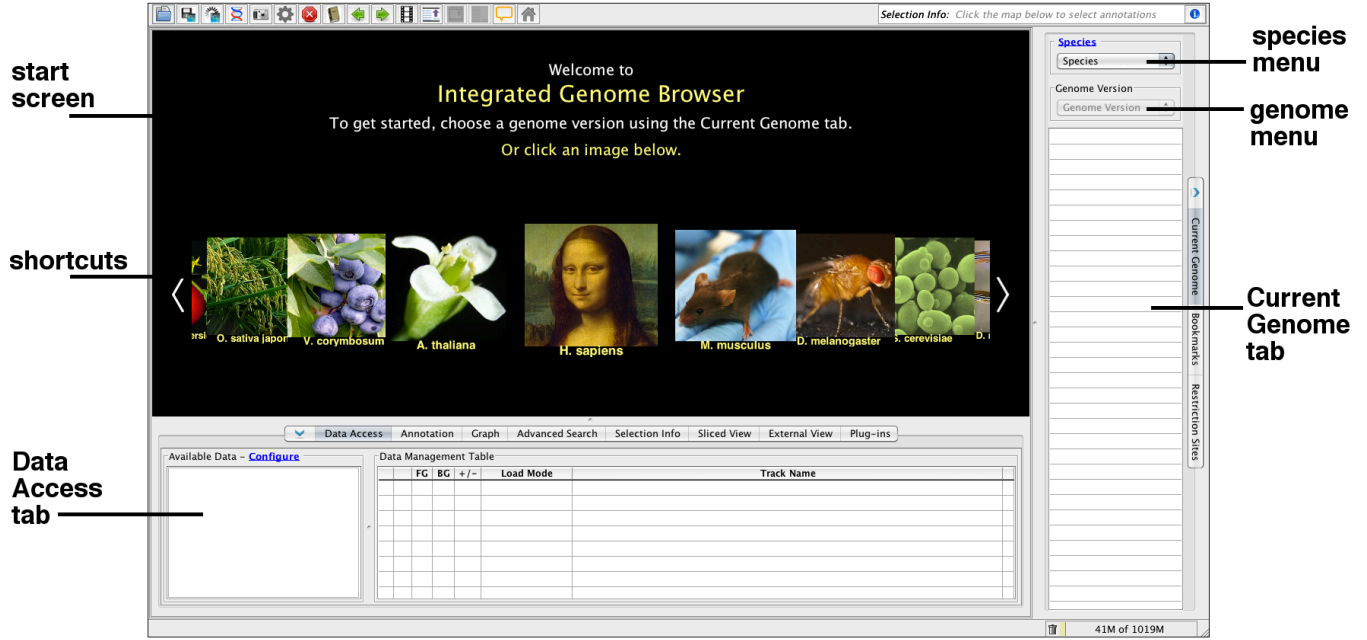 Selection Info: Click the map below to select annotations
start
screen
Welcome to
Integrated Genome Browser
To get started, choose a genome version using the Current Genome tab.
Or click an image below.
Species
Species
species
menu
Genome Version
Genome Version
genome
menu
shortcuts
ersi
O. sativa japor
V. corymbosum
A. thaliana
H. sapiens
M. musculus
D. melanogaster
S. cerevisiae
D. r
Current Genome
Bookmarks
Restriction Sites
Current
Genome
tab
Data Access Annotation Graph Advanced Search Selection Info Sliced View External View Plug-ins
Data
Access
tab
Available Data – Configure
Data Management Table
FG BG +/- Load Mode Track Name
41M of 1019M